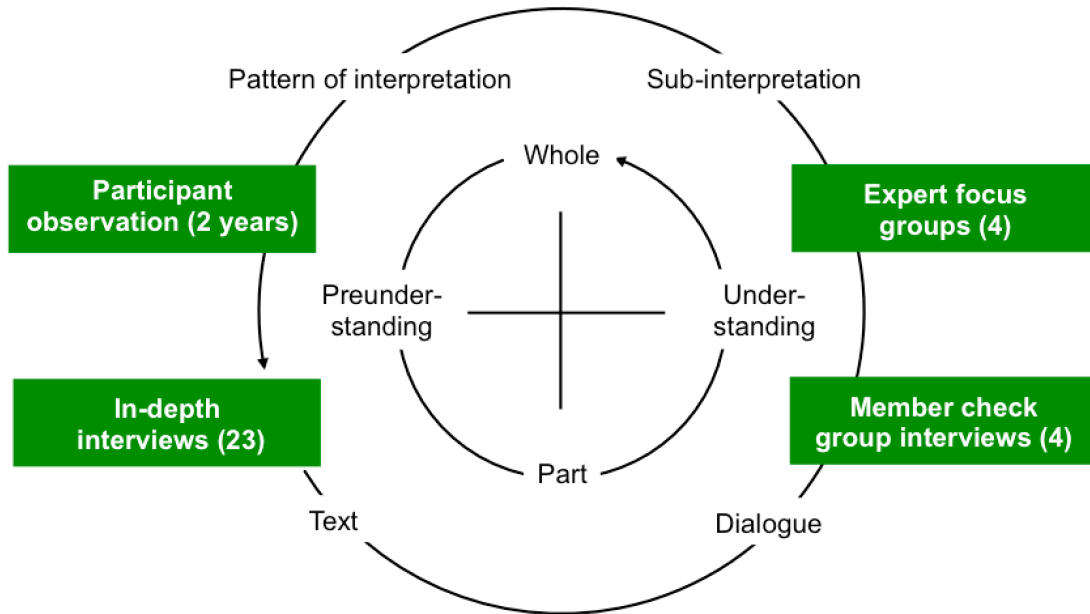 Pattern of interpretation
Sub-interpretation
Whole
Participant
observation (2 years)
Expert focus
groups (4)
Preunder-
standing
Under-
standing
In-depth
interviews (23)
Member check
group interviews (4)
Part
Text
Dialogue